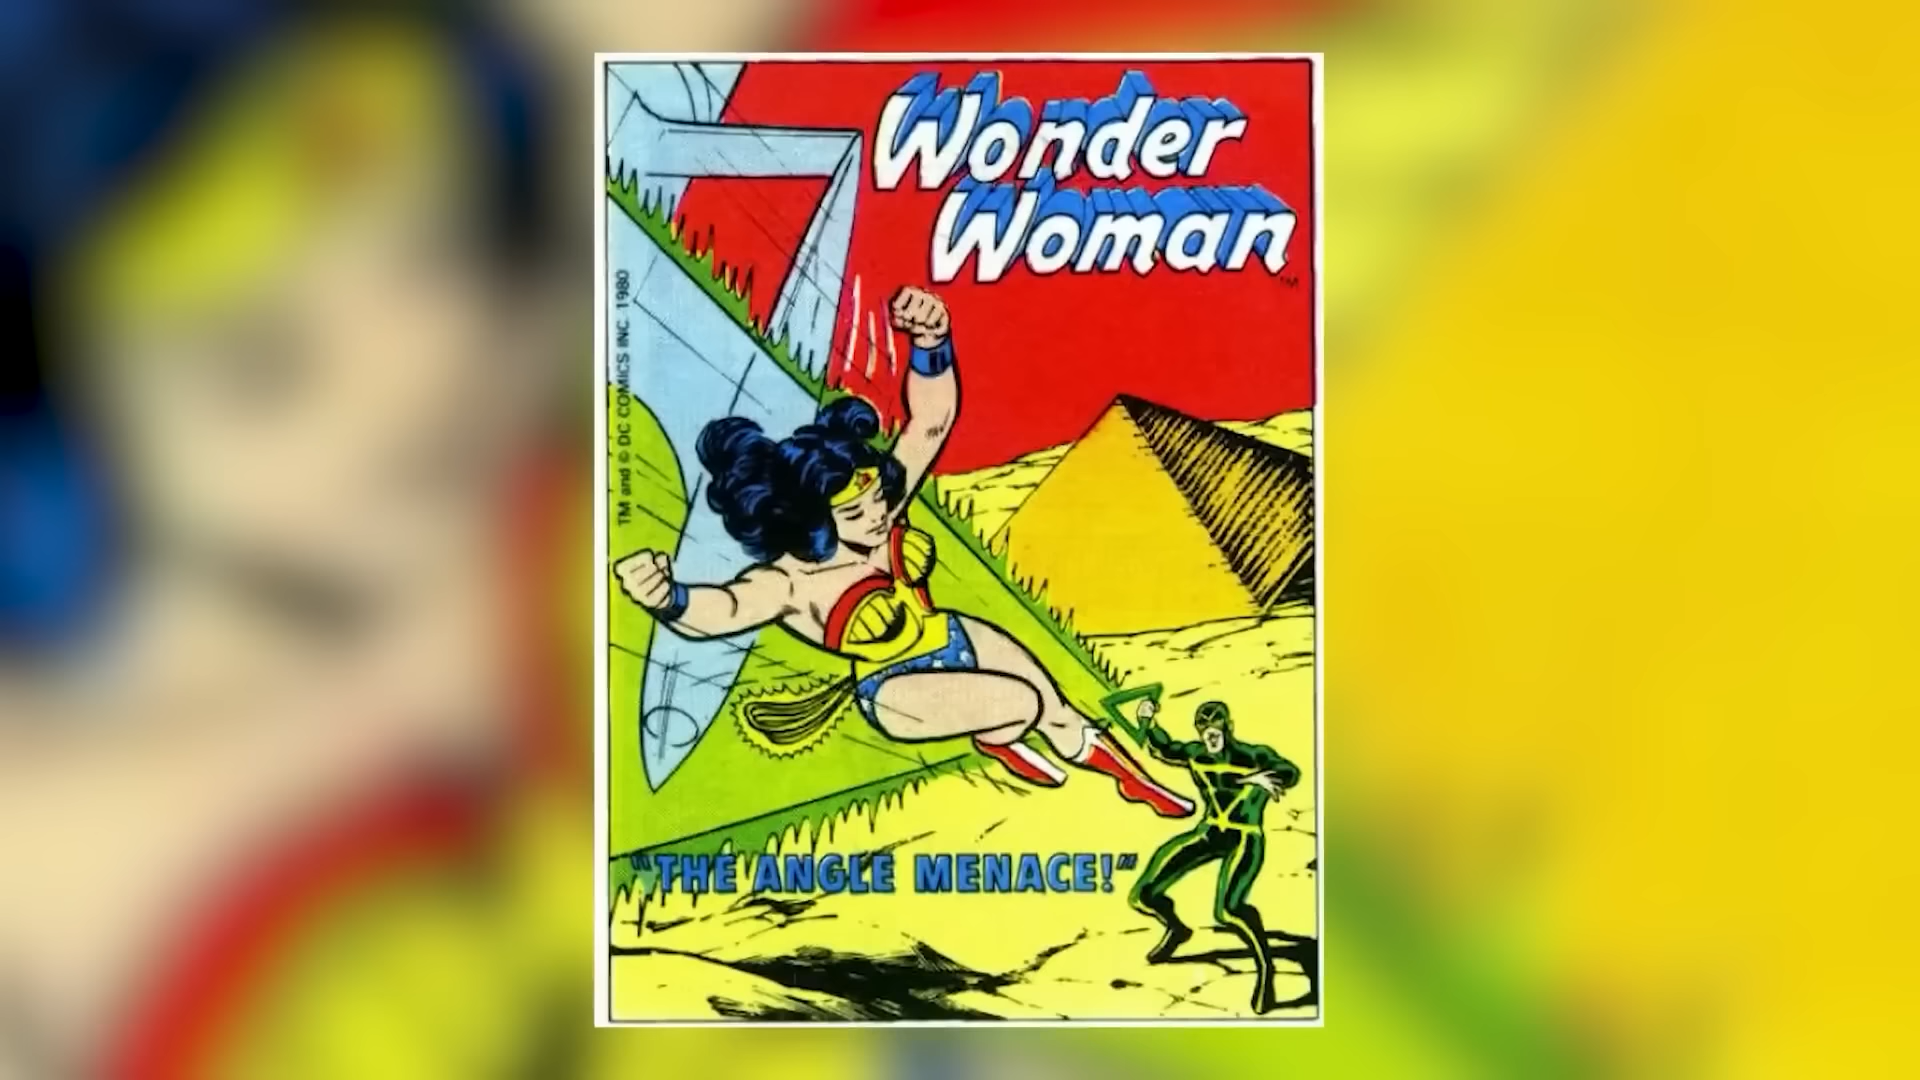 Wonder
Woman
TM
TM and © DC COMICS INC. 1980
"THE ANGLE MENACE!"